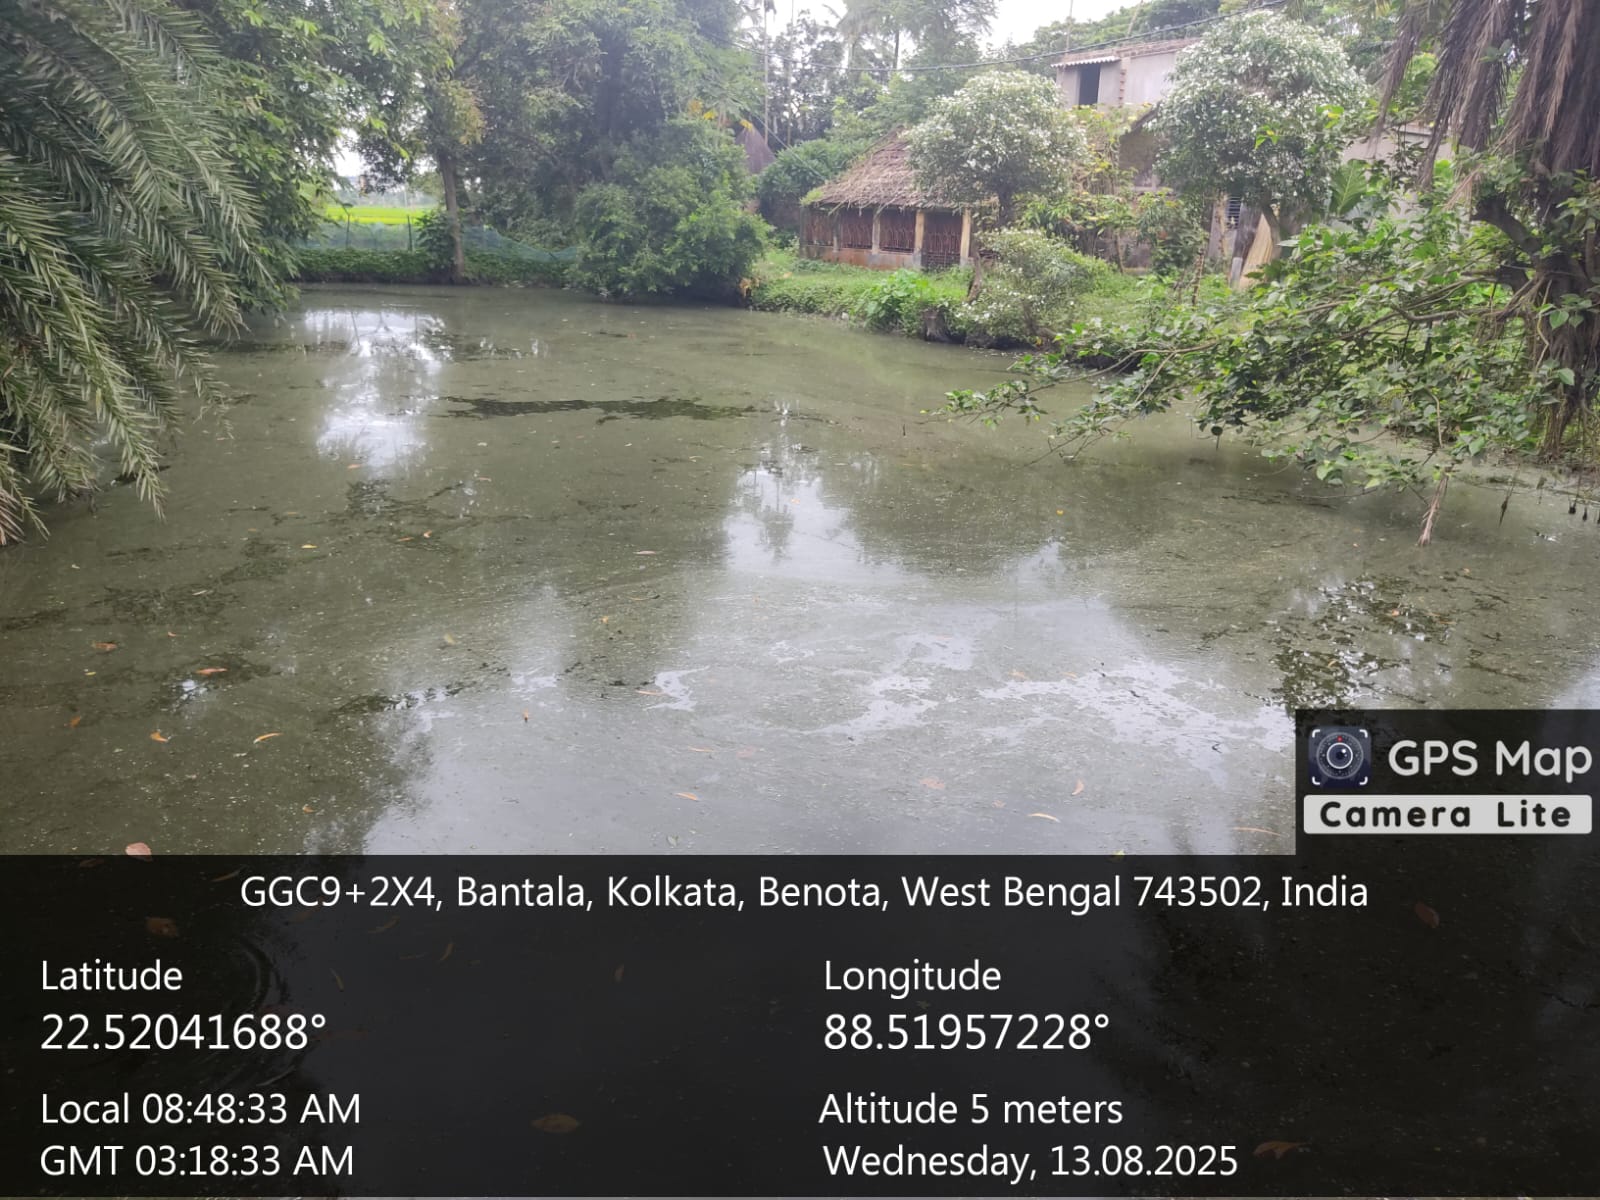 GPS Map
Camera Lite
GGC9+2X4, Bantala, Kolkata, Benota, West Bengal 743502, India
Latitude
22.52041688°
Longitude
88.51957228°
Local 08:48:33 AM
GMT 03:18:33 AM
Altitude 5 meters
Wednesday, 13.08.2025